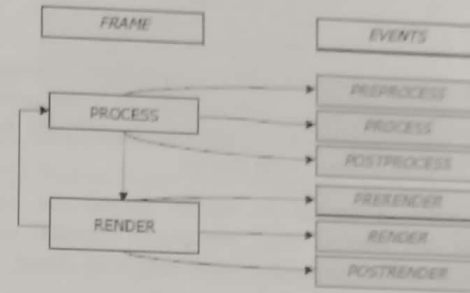 FRAME
EVENTS
PREPROCESS
PROCESS
PROCESS
POSTPROCESS
PRERENDER
RENDER
RENDER
POSTRENDER